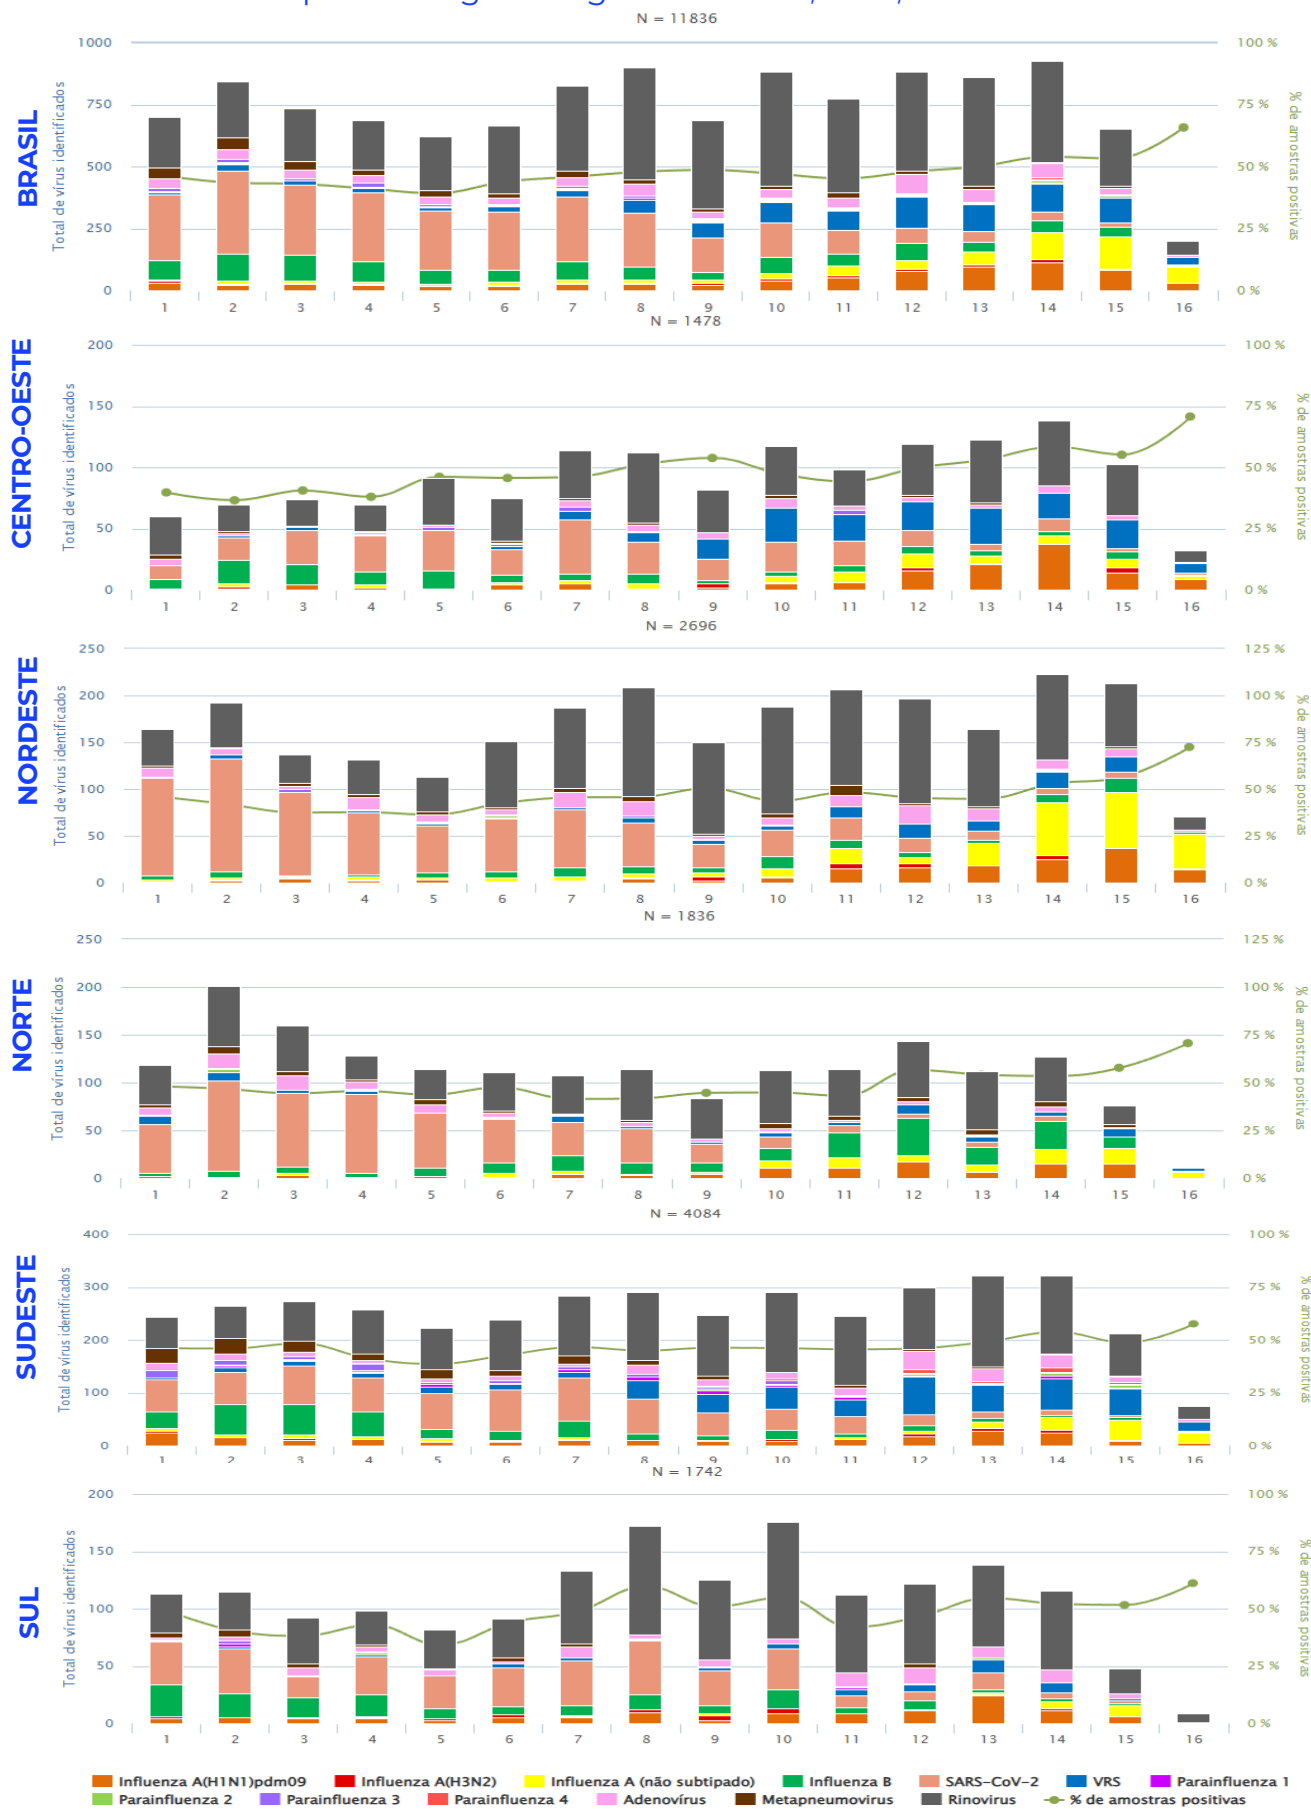 N = 11836
BRASIL
Total de vírus identificados
% de amostras positivas
1000
750
500
250
0
100 %
75 %
50 %
25 %
0 %
1 2 3 4 5 6 7 8 9 10 11 12 13 14 15 16
N = 1478
CENTRO-OESTE
Total de vírus identificados
% de amostras positivas
200
150
100
50
0
100 %
75 %
50 %
25 %
0 %
1 2 3 4 5 6 7 8 9 10 11 12 13 14 15 16
N = 2696
NORDESTE
Total de vírus identificados
% de amostras positivas
250
200
150
100
50
0
125 %
100 %
75 %
50 %
25 %
0 %
1 2 3 4 5 6 7 8 9 10 11 12 13 14 15 16
N = 1836
NORTE
Total de vírus identificados
% de amostras positivas
250
200
150
100
50
0
125 %
100 %
75 %
50 %
25 %
0 %
1 2 3 4 5 6 7 8 9 10 11 12 13 14 15 16
N = 4084
SUDESTE
Total de vírus identificados
% de amostras positivas
400
300
200
100
0
100 %
75 %
50 %
25 %
0 %
1 2 3 4 5 6 7 8 9 10 11 12 13 14 15 16
N = 1742
SUL
Total de vírus identificados
% de amostras positivas
200
150
100
50
0
100 %
75 %
50 %
25 %
0 %
1 2 3 4 5 6 7 8 9 10 11 12 13 14 15 16
Influenza A(H1N1)pdm09 Influenza A(H3N2) Influenza A (não subtipado) Influenza B SARS-CoV-2 VRS Parainfluenza 1
Parainfluenza 2 Parainfluenza 3 Parainfluenza 4 Adenovírus Metapneumovirus Rinovirus % de amostras positivas